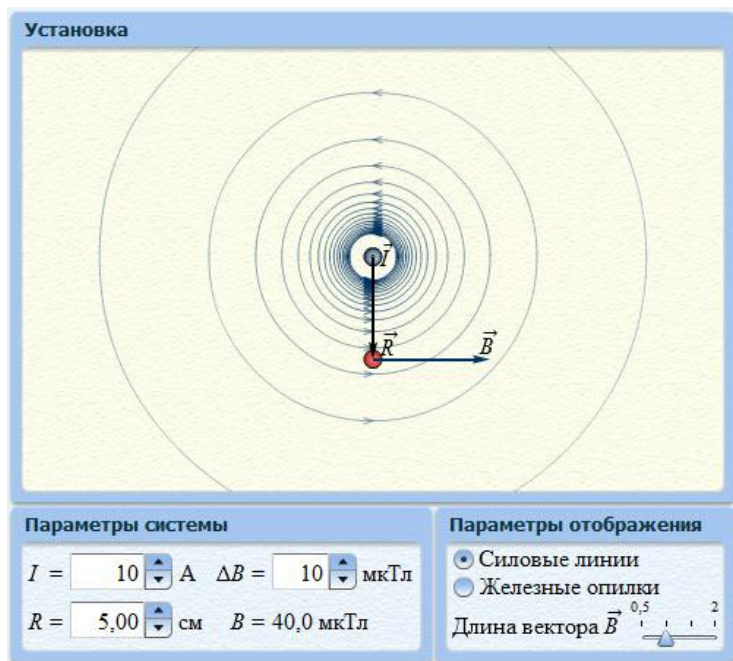 Установка
I
R
B
Параметры системы
I = 10 А ΔB = 10 мкТл
R = 5,00 см B = 40,0 мкТл
Параметры отображения
Силовые линии
Железные опилки
0,5 2
Длина вектора B